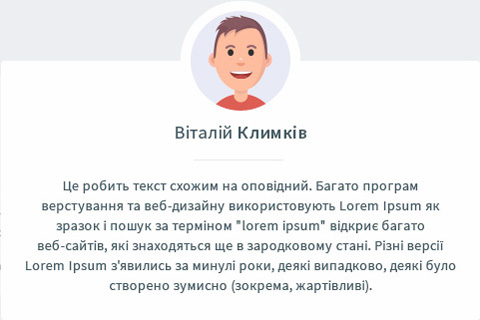 Віталій Климків
Це робить текст схожим на оповідний. Багато програм
верстування та веб-дизайну використовують Lorem Ipsum як
зразок і пошук за терміном "lorem ipsum" відкриє багато
веб-сайтів, які знаходяться ще в зародковому стані. Різні версії
Lorem Ipsum з'явились за минулі роки, деякі випадково, деякі було
створено зумисно (зокрема, жартівливі).